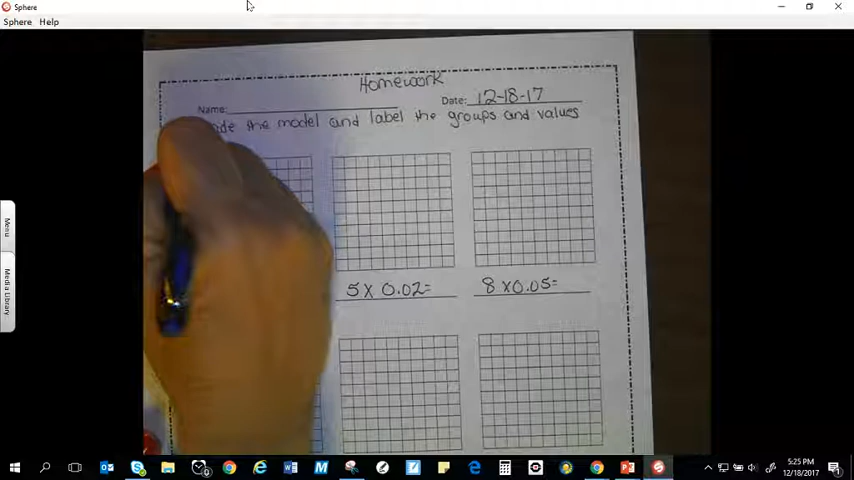 Sphere
Sphere Help
Menu
Media Library
Homework
Name:
Date: 12-18-17
the model and label the groups and values
5 x 0.02=
8 x 0.05=
5:25 PM
12/18/2017